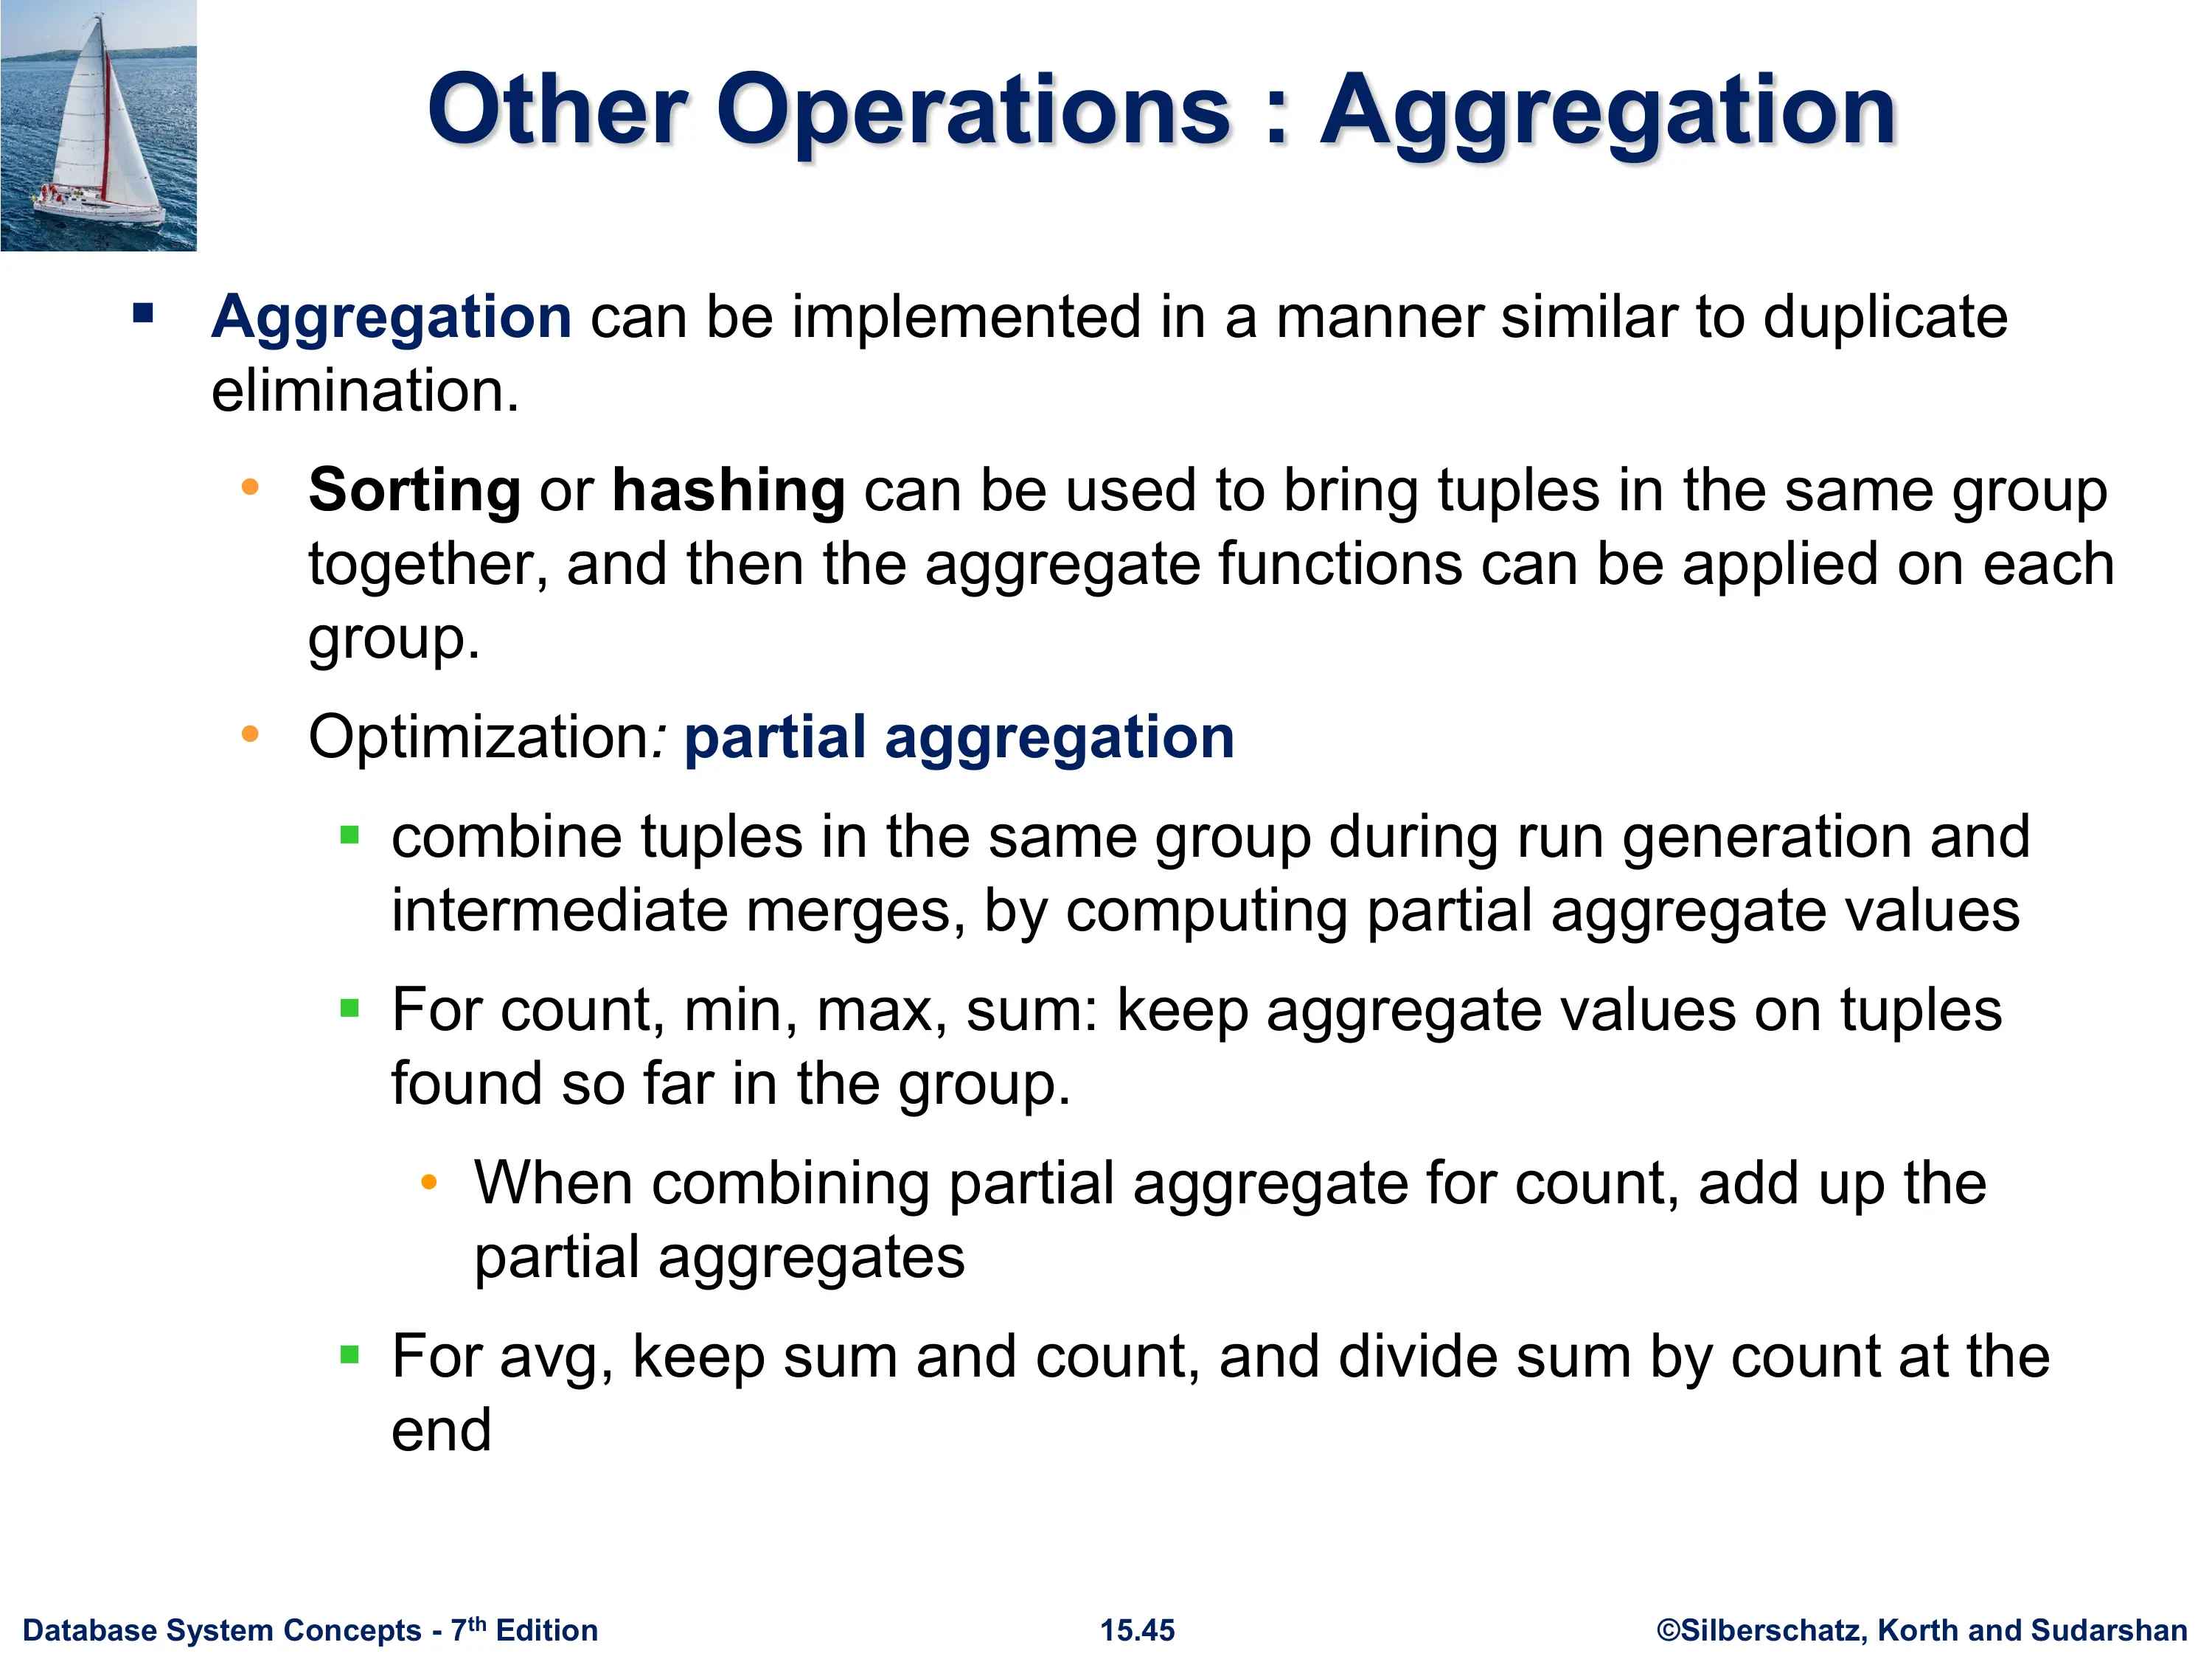 Other Operations : Aggregation
▪ Aggregation can be implemented in a manner similar to duplicate
elimination.
• Sorting or hashing can be used to bring tuples in the same group
together, and then the aggregate functions can be applied on each
group.
• Optimization: partial aggregation
▪ combine tuples in the same group during run generation and
intermediate merges, by computing partial aggregate values
▪ For count, min, max, sum: keep aggregate values on tuples
found so far in the group.
• When combining partial aggregate for count, add up the
partial aggregates
▪ For avg, keep sum and count, and divide sum by count at the
end
Database System Concepts - 7th Edition
15.45
©Silberschatz, Korth and Sudarshan